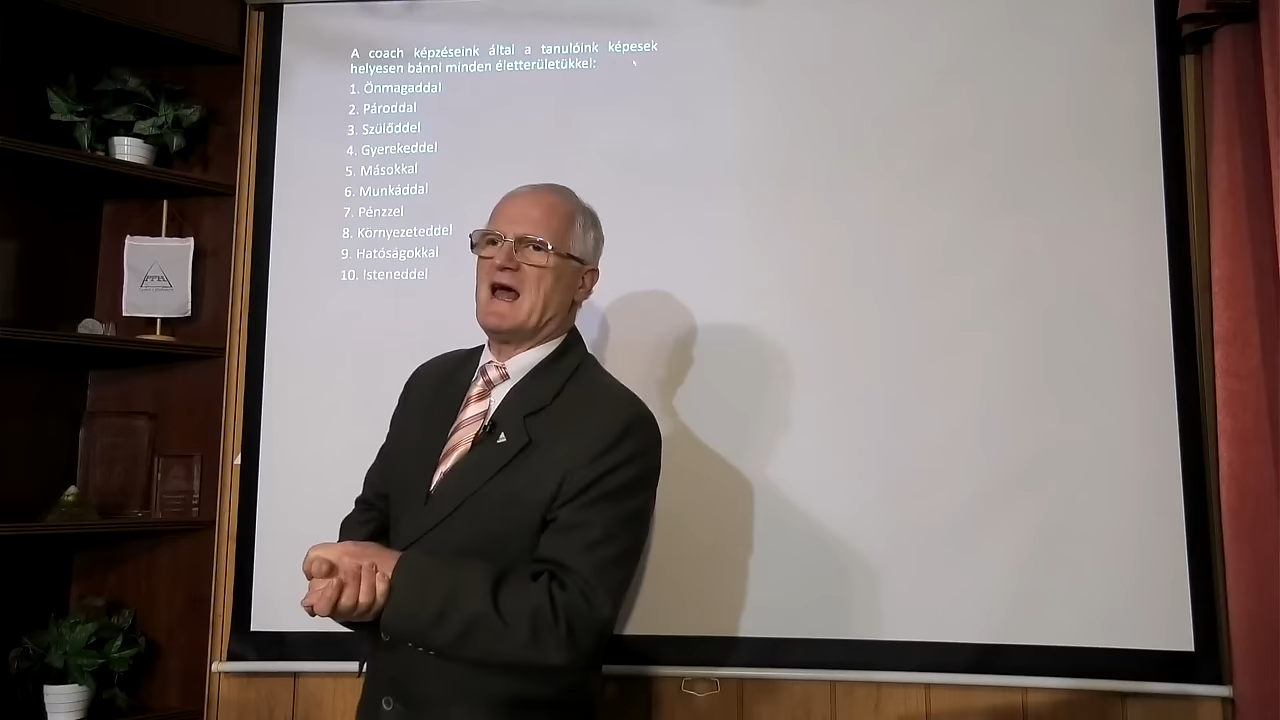 A coach képzéseink által a tanulóink képesek
helyesen bánni minden életterületükkel:
1. Önmagaddal
2. Pároddal
3. Szülőddel
4. Gyerekeddel
5. Másokkal
6. Munkáddal
7. Pénzzel
8. Környezeteddel
9. Hatóságokkal
10. Isteneddel